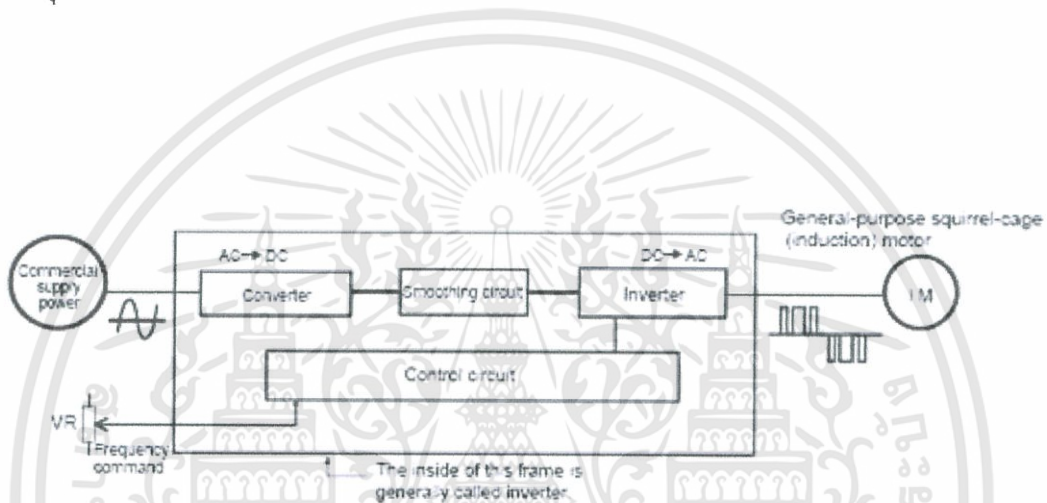 General-purpose squirrel-cage
(induction) motor
AC→DC
DC→AC
Commercial
supply
power
Converter
Smoothing circuit
Inverter
I M
Control circuit
VR
Frequency
command
The inside of this frame is
generally called inverter